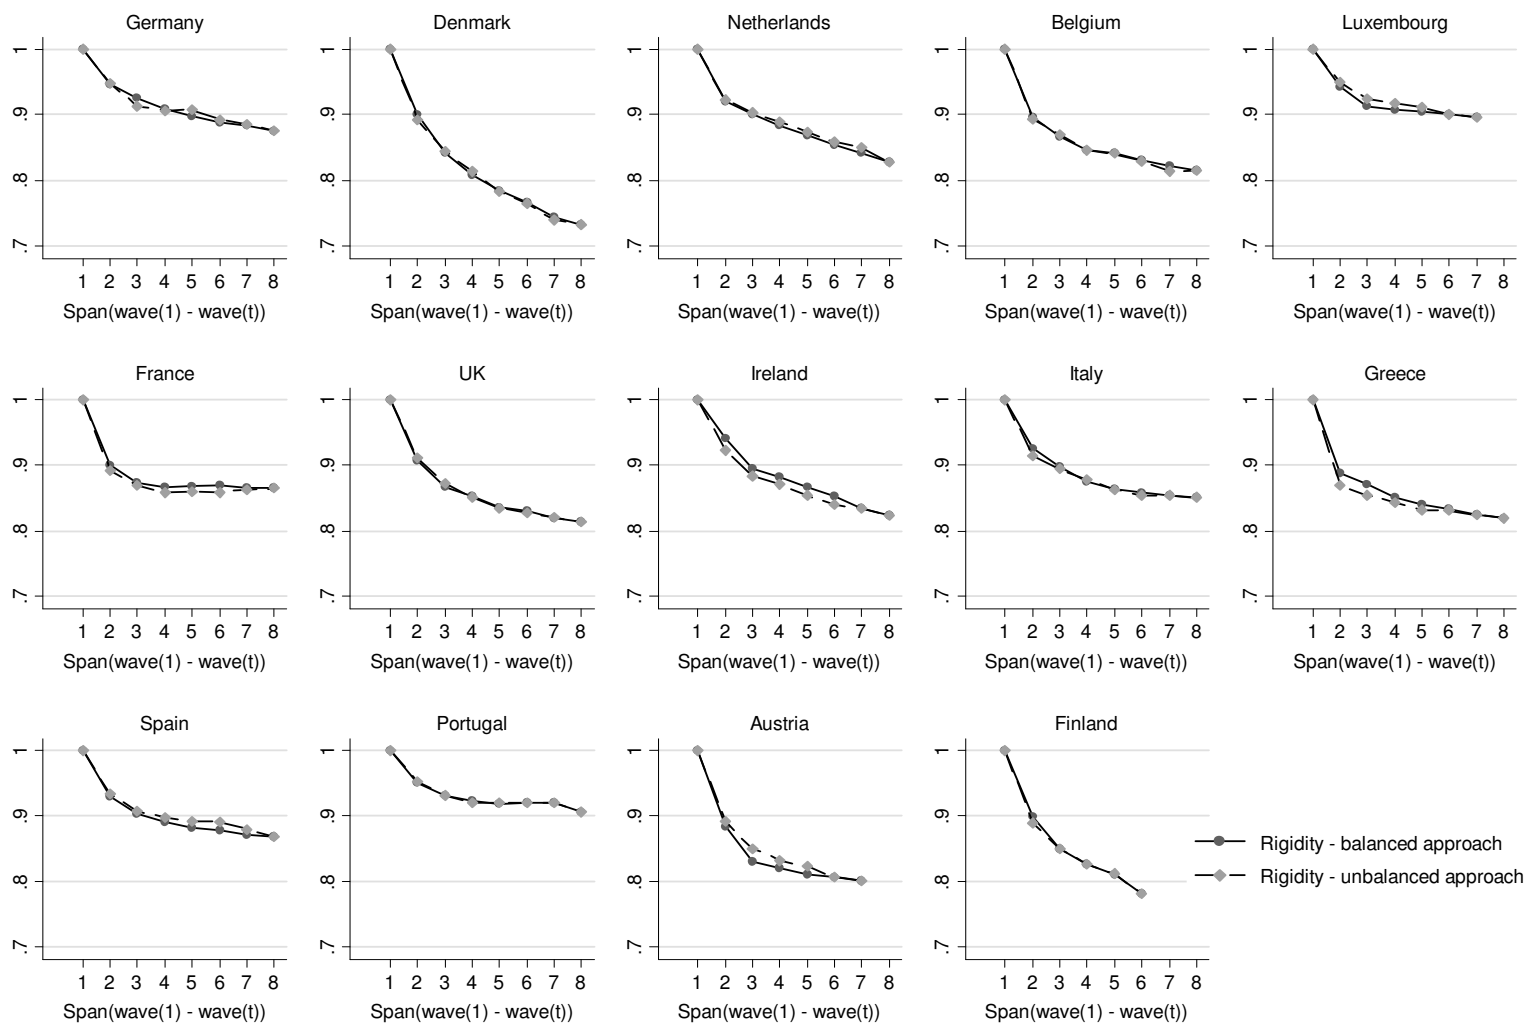 Germany
1
.9
.8
.7
1 2 3 4 5 6 7 8
Span(wave(1) - wave(t))
Denmark
1
.9
.8
.7
1 2 3 4 5 6 7 8
Span(wave(1) - wave(t))
Netherlands
1
.9
.8
.7
1 2 3 4 5 6 7 8
Span(wave(1) - wave(t))
Belgium
1
.9
.8
.7
1 2 3 4 5 6 7 8
Span(wave(1) - wave(t))
Luxembourg
1
.9
.8
.7
1 2 3 4 5 6 7 8
Span(wave(1) - wave(t))
France
1
.9
.8
.7
1 2 3 4 5 6 7 8
Span(wave(1) - wave(t))
UK
1
.9
.8
.7
1 2 3 4 5 6 7 8
Span(wave(1) - wave(t))
Ireland
1
.9
.8
.7
1 2 3 4 5 6 7 8
Span(wave(1) - wave(t))
Italy
1
.9
.8
.7
1 2 3 4 5 6 7 8
Span(wave(1) - wave(t))
Greece
1
.9
.8
.7
1 2 3 4 5 6 7 8
Span(wave(1) - wave(t))
Spain
1
.9
.8
.7
1 2 3 4 5 6 7 8
Span(wave(1) - wave(t))
Portugal
1
.9
.8
.7
1 2 3 4 5 6 7 8
Span(wave(1) - wave(t))
Austria
1
.9
.8
.7
1 2 3 4 5 6 7 8
Span(wave(1) - wave(t))
Finland
1
.9
.8
.7
1 2 3 4 5 6 7 8
Span(wave(1) - wave(t))
Rigidity - balanced approach
Rigidity - unbalanced approach